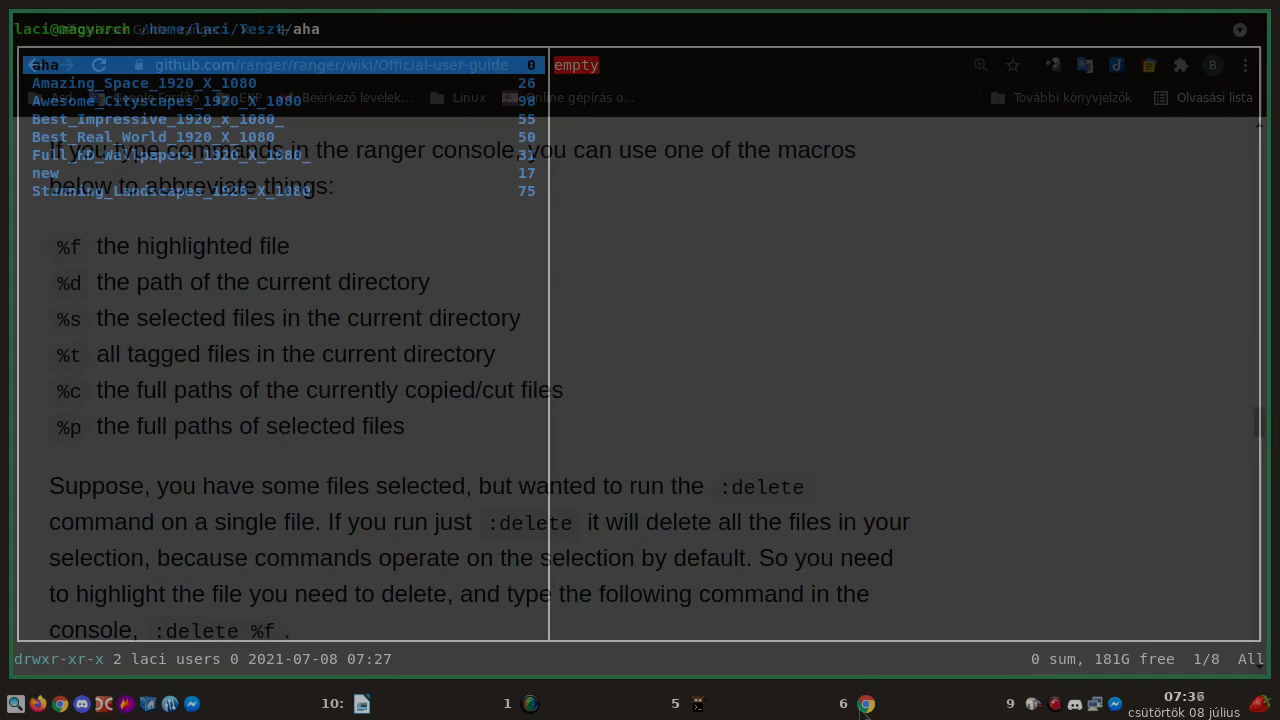 laci@magyarch /home/laci/Teszt/aha
github.com/ranger/ranger/wiki/Official-user-guide
B
Beérkező levelek...
Linux
Online gépírás o...
További könyvjelzők
Olvasási lista
aha 0
empty
Amazing_Space_1920_X_1080 26
Awesome_Cityscapes_1920_X_1080 98
Best_Impressive_1920_x_1080_ 55
Best_Real_World_1920_X_1080 50
Full_HD_Wallpapers_1920_X_1080_ 31
new 17
Stunning_Landscapes_1920_X_1080 75
If you type commands in the ranger console, you can use one of the macros
below to abbreviate things:
%f the highlighted file
%d the path of the current directory
%s the selected files in the current directory
%t all tagged files in the current directory
%c the full paths of the currently copied/cut files
%p the full paths of selected files
Suppose, you have some files selected, but wanted to run the :delete
command on a single file. If you run just :delete it will delete all the files in your
selection, because commands operate on the selection by default. So you need
to highlight the file you need to delete, and type the following command in the
console, :delete %f .
drwxr-xr-x 2 laci users 0 2021-07-08 07:27
0 sum, 181G free 1/8 All
10: 1 5 6 9
07:36
csütörtök 08 július